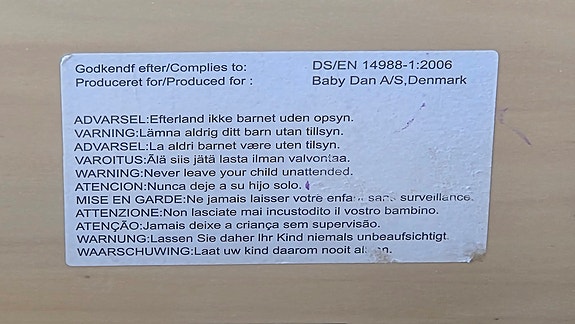 Godkendf efter/Complies to: DS/EN 14988-1:2006
Produceret for/Produced for : Baby Dan A/S,Denmark
ADVARSEL:Efterland ikke barnet uden opsyn.
VARNING:Lämna aldrig ditt barn utan tillsyn.
ADVARSEL:La aldri barnet være uten tilsyn.
VAROITUS:Älä siis jätä lasta ilman valvontaa.
WARNING:Never leave your child unattended.
ATENCION:Nunca deje a su hijo solo.
MISE EN GARDE:Ne jamais laisser votre enfant sans surveillance.
ATTENZIONE:Non lasciate mai incustodito il vostro bambino.
ATENÇÃO:Jamais deixe a criança sem supervisão.
WARNUNG:Lassen Sie daher Ihr Kind niemals unbeaufsichtigt.
WAARSCHUWING:Laat uw kind daarom nooit